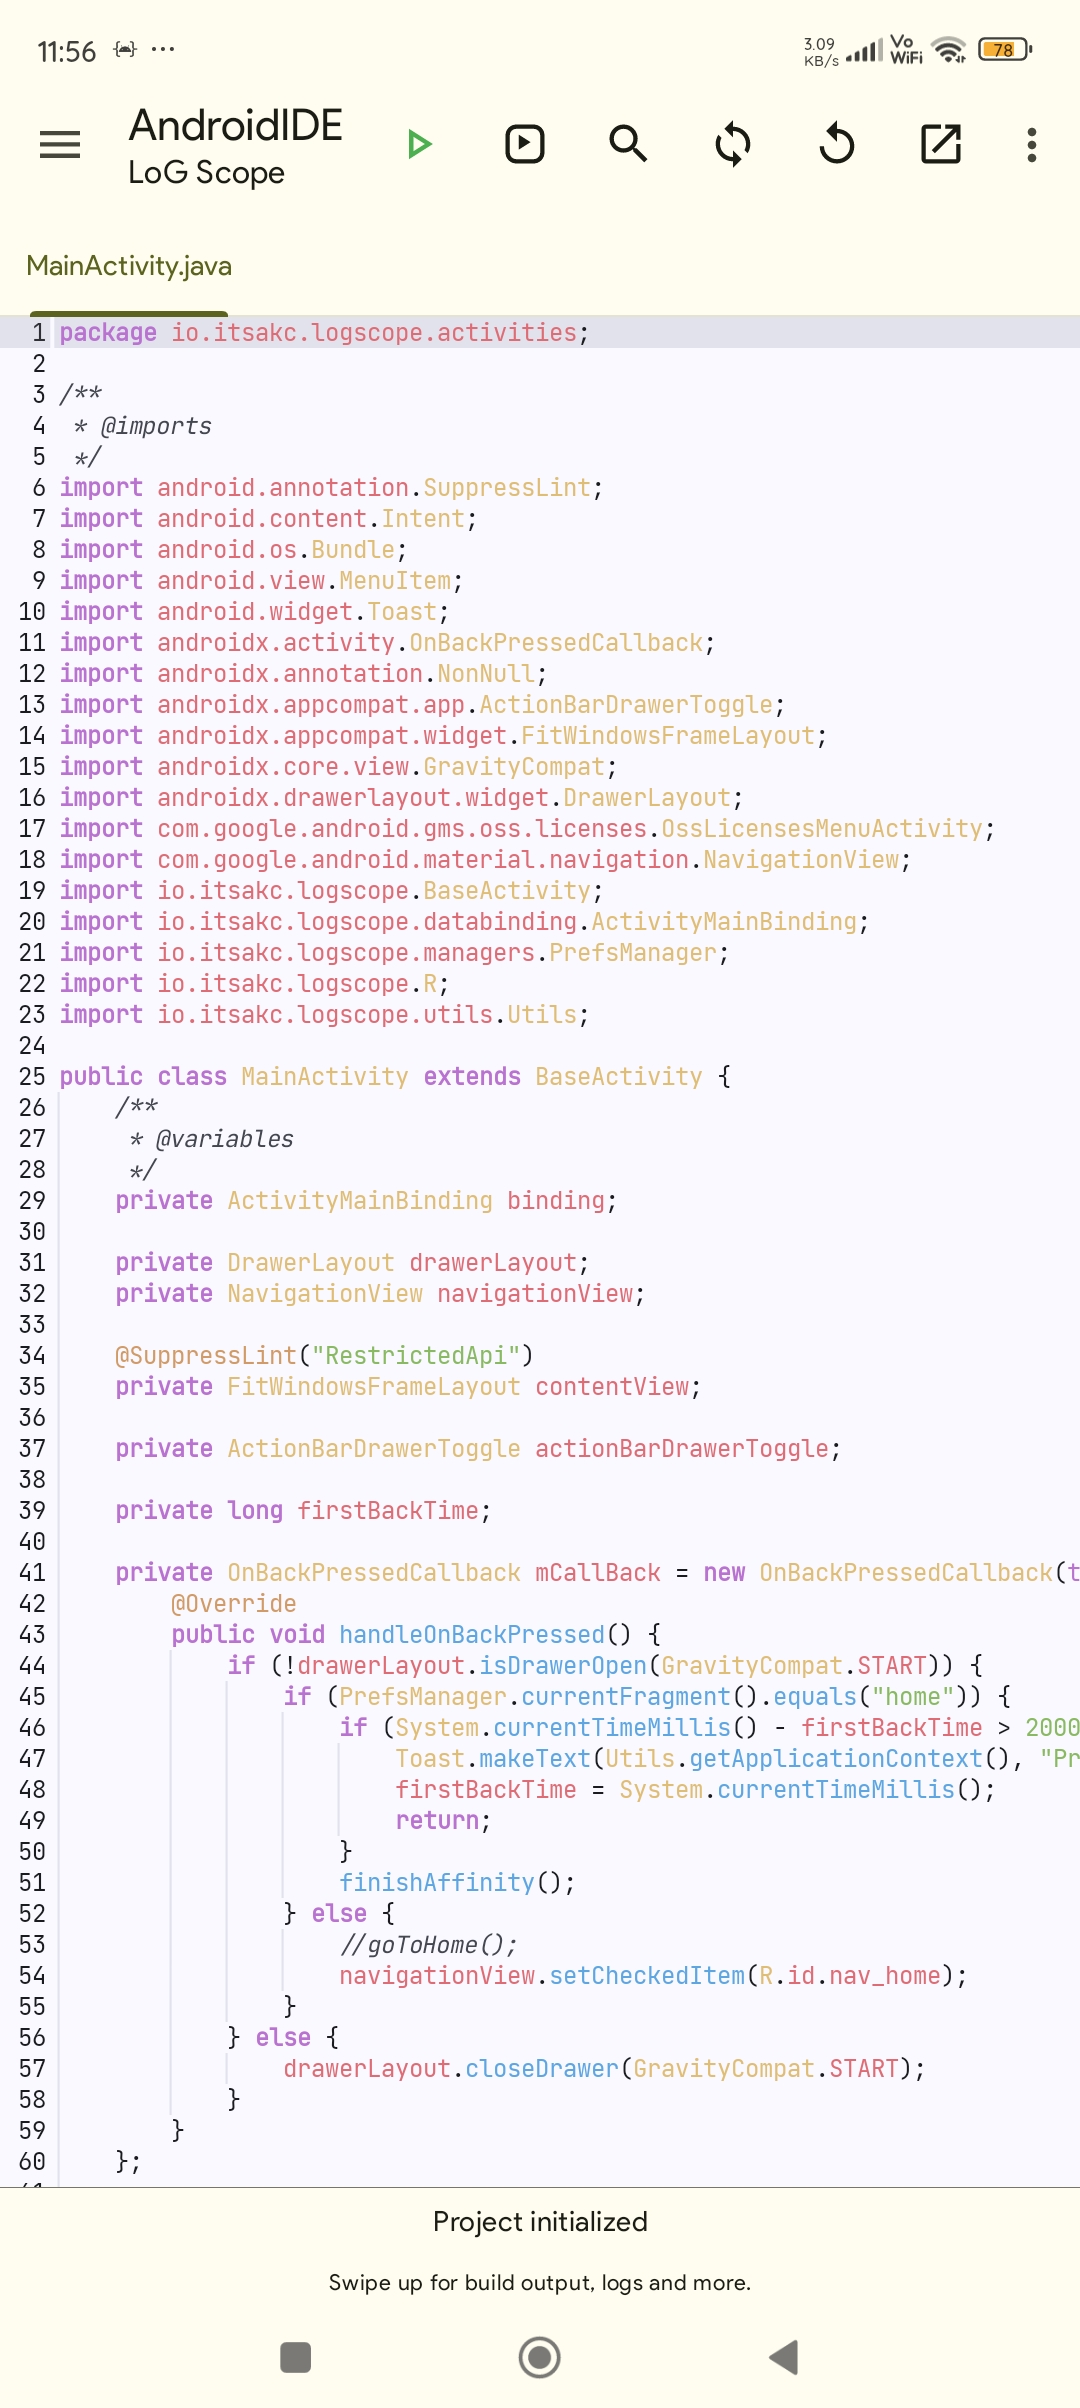 11:56
3.09 KB/s Vo WiFi 78
AndroidIDE
LoG Scope
MainActivity.java
1 package io.itsakc.logscope.activities;
2
3 /**
4  * @imports
5  */
6 import android.annotation.SuppressLint;
7 import android.content.Intent;
8 import android.os.Bundle;
9 import android.view.MenuItem;
10 import android.widget.Toast;
11 import androidx.activity.OnBackPressedCallback;
12 import androidx.annotation.NonNull;
13 import androidx.appcompat.app.ActionBarDrawerToggle;
14 import androidx.appcompat.widget.FitWindowsFrameLayout;
15 import androidx.core.view.GravityCompat;
16 import androidx.drawerlayout.widget.DrawerLayout;
17 import com.google.android.gms.oss.licenses.OssLicensesMenuActivity;
18 import com.google.android.material.navigation.NavigationView;
19 import io.itsakc.logscope.BaseActivity;
20 import io.itsakc.logscope.databinding.ActivityMainBinding;
21 import io.itsakc.logscope.managers.PrefsManager;
22 import io.itsakc.logscope.R;
23 import io.itsakc.logscope.utils.Utils;
24
25 public class MainActivity extends BaseActivity {
26     /**
27      * @variables
28      */
29     private ActivityMainBinding binding;
30
31     private DrawerLayout drawerLayout;
32     private NavigationView navigationView;
33
34     @SuppressLint("RestrictedApi")
35     private FitWindowsFrameLayout contentView;
36
37     private ActionBarDrawerToggle actionBarDrawerToggle;
38
39     private long firstBackTime;
40
41     private OnBackPressedCallback mCallBack = new OnBackPressedCallback(t
42         @Override
43         public void handleOnBackPressed() {
44             if (!drawerLayout.isDrawerOpen(GravityCompat.START)) {
45                 if (PrefsManager.currentFragment().equals("home")) {
46                     if (System.currentTimeMillis() - firstBackTime > 2000
47                         Toast.makeText(Utils.getApplicationContext(), "Pr
48                         firstBackTime = System.currentTimeMillis();
49                         return;
50                     }
51                     finishAffinity();
52                 } else {
53                     //goToHome();
54                     navigationView.setCheckedItem(R.id.nav_home);
55                 }
56             } else {
57                 drawerLayout.closeDrawer(GravityCompat.START);
58             }
59         }
60     };
Project initialized
Swipe up for build output, logs and more.